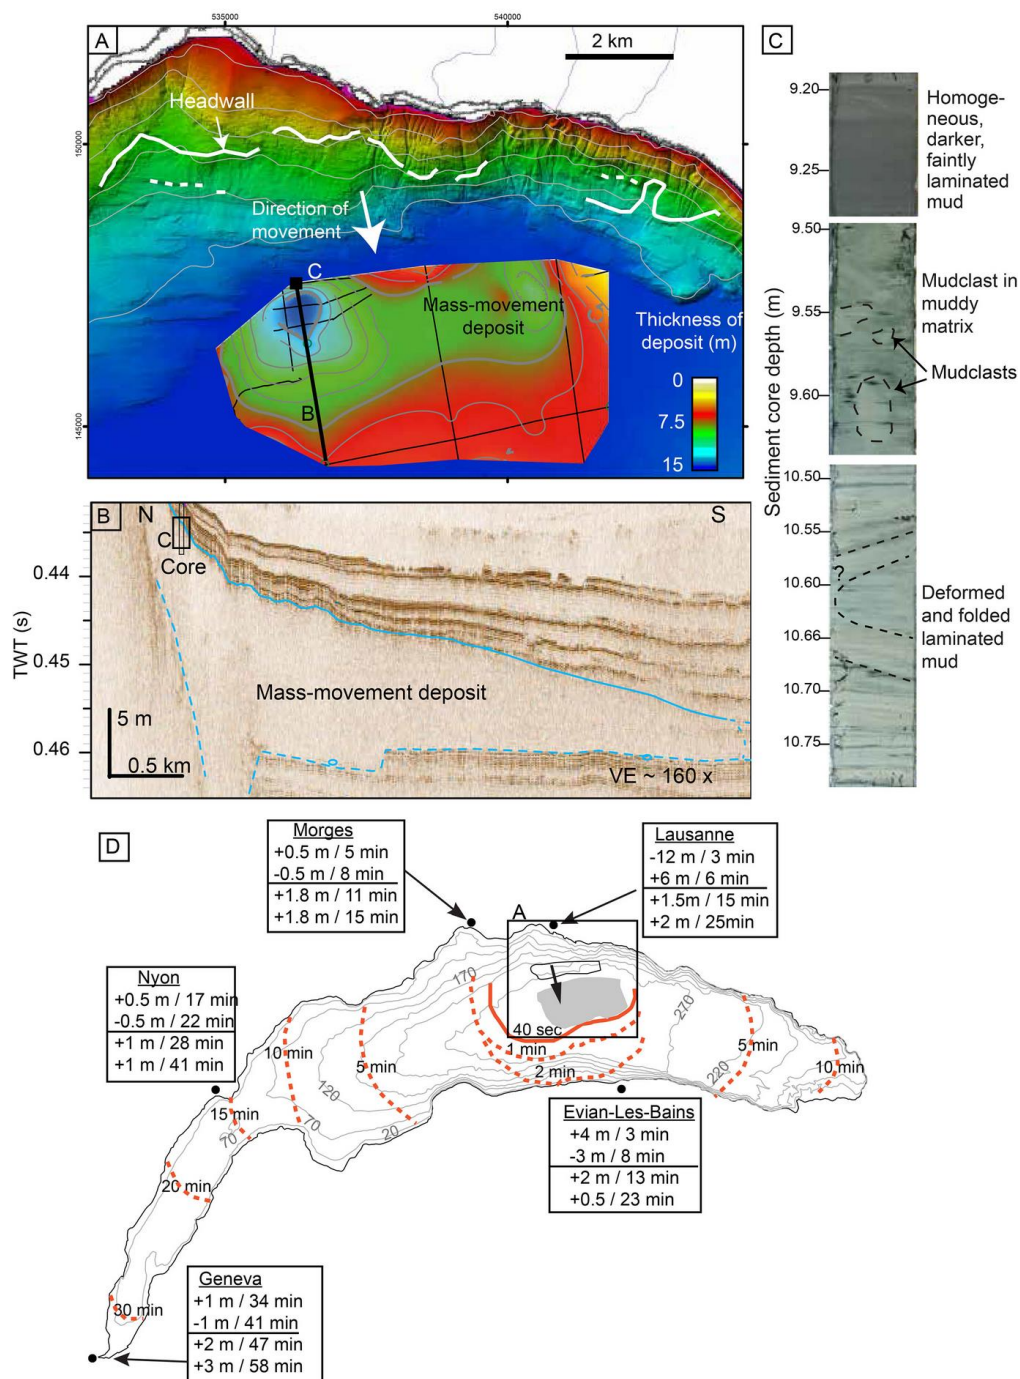 535000
540000
A
2 km
Headwall
150000
Direction of
movement
C
Mass-movement
deposit
Thickness of
deposit (m)
0
7.5
15
B
145000
B
N
S
C
Core
0.44
0.45
0.46
TWT (s)
Mass-movement deposit
5 m
0.5 km
VE ~ 160 x
C
Sediment core depth (m)
9.20
9.25
Homoge-
neous,
darker,
faintly
laminated
mud
9.50
9.55
9.60
Mudclast in
muddy
matrix
Mudclasts
10.50
10.55
10.60
10.66
10.70
10.75
?
Deformed
and folded
laminated
mud
D
Morges
+0.5 m / 5 min
-0.5 m / 8 min
+1.8 m / 11 min
+1.8 m / 15 min
Lausanne
-12 m / 3 min
+6 m / 6 min
+1.5m / 15 min
+2 m / 25min
A
Nyon
+0.5 m / 17 min
-0.5 m / 22 min
+1 m / 28 min
+1 m / 41 min
170
270
40 sec
1 min
2 min
5 min
10 min
220
10 min
5 min
120
70
20
15 min
70
20 min
30 min
Evian-Les-Bains
+4 m / 3 min
-3 m / 8 min
+2 m / 13 min
+0.5 / 23 min
Geneva
+1 m / 34 min
-1 m / 41 min
+2 m / 47 min
+3 m / 58 min